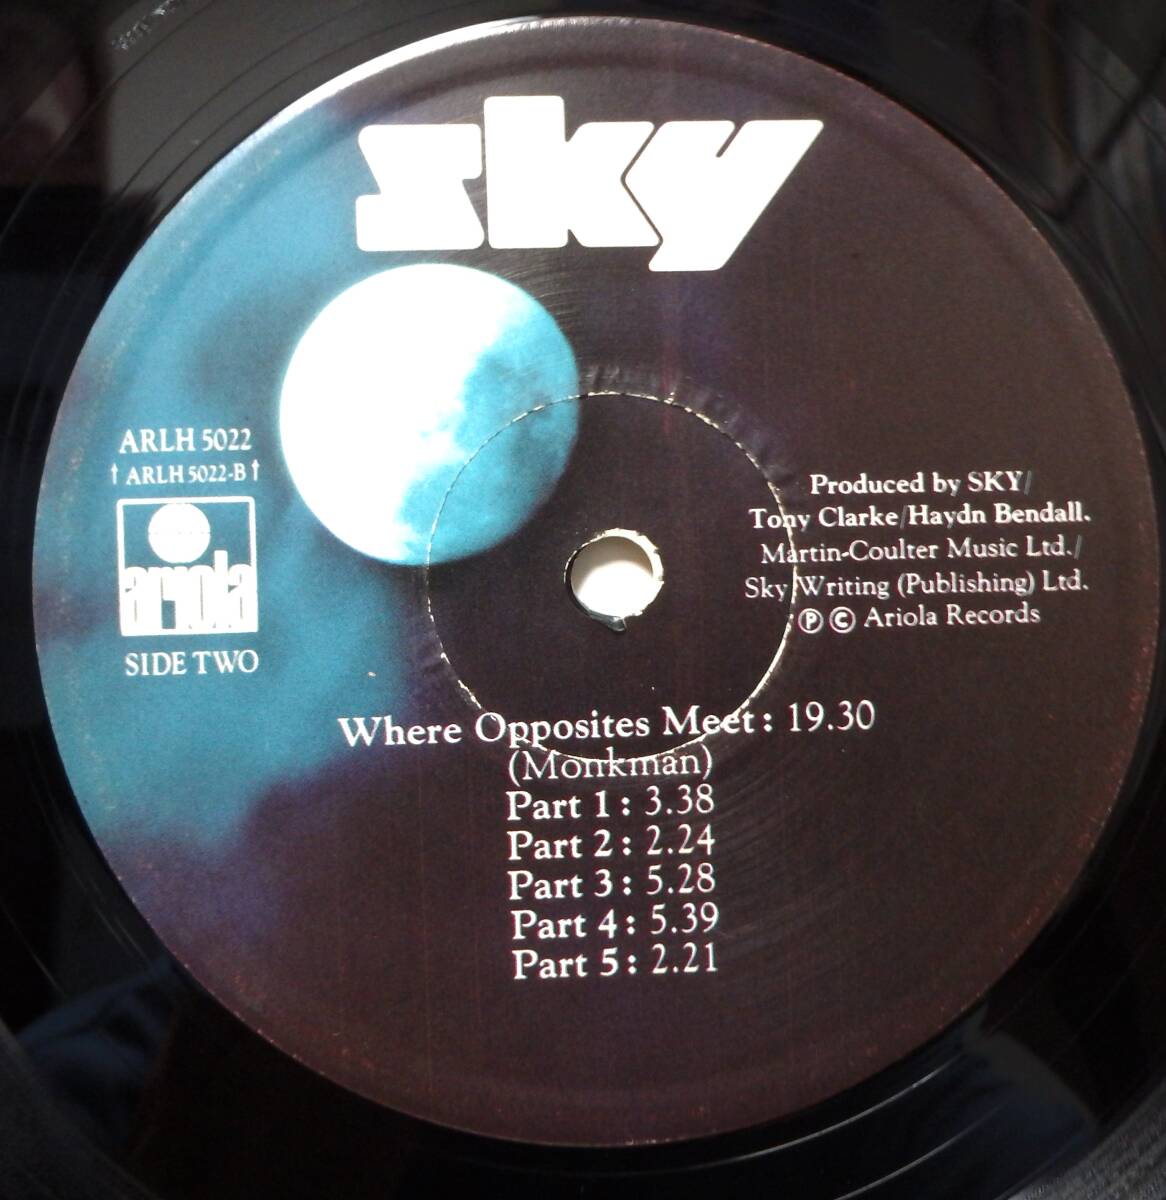 sky
ARLH 5022
† ARLH 5022-B †
ariola
SIDE TWO
Produced by SKY/
Tony Clarke/Haydn Bendall.
Martin-Coulter Music Ltd./
Sky Writing (Publishing) Ltd.
Ⓟ © Ariola Records
Where Opposites Meet: 19.30
(Monkman)
Part 1: 3.38
Part 2: 2.24
Part 3: 5.28
Part 4: 5.39
Part 5: 2.21